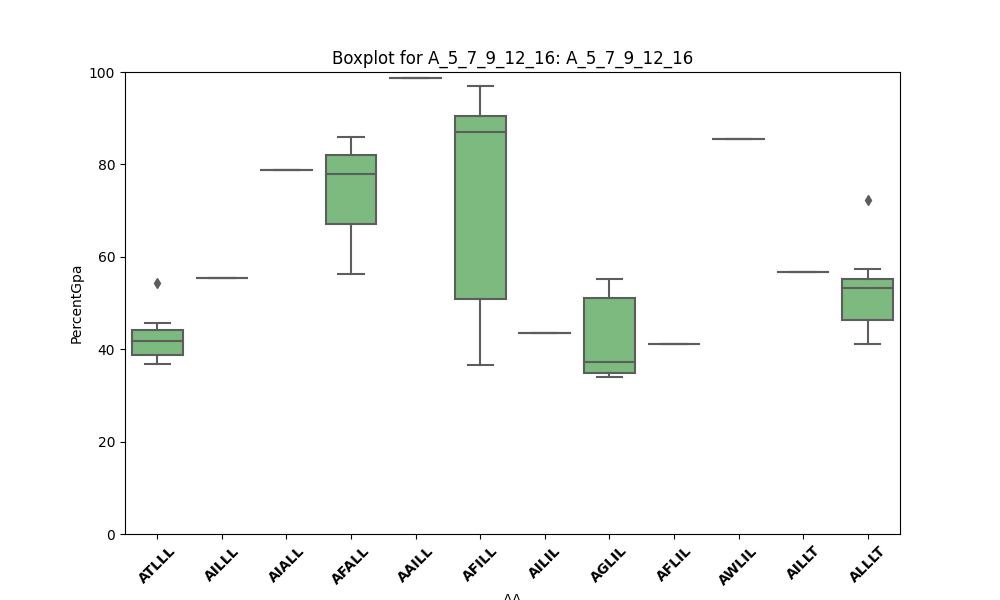 Boxplot for A_5_7_9_12_16: A_5_7_9_12_16
100
80
60
40
20
0
PercentGpa
ATLLL
AILLL
AIALL
AFALL
AAILL
AFILL
AILIL
AGLIL
AFLIL
AWLIL
AILLT
ALLLT
AA